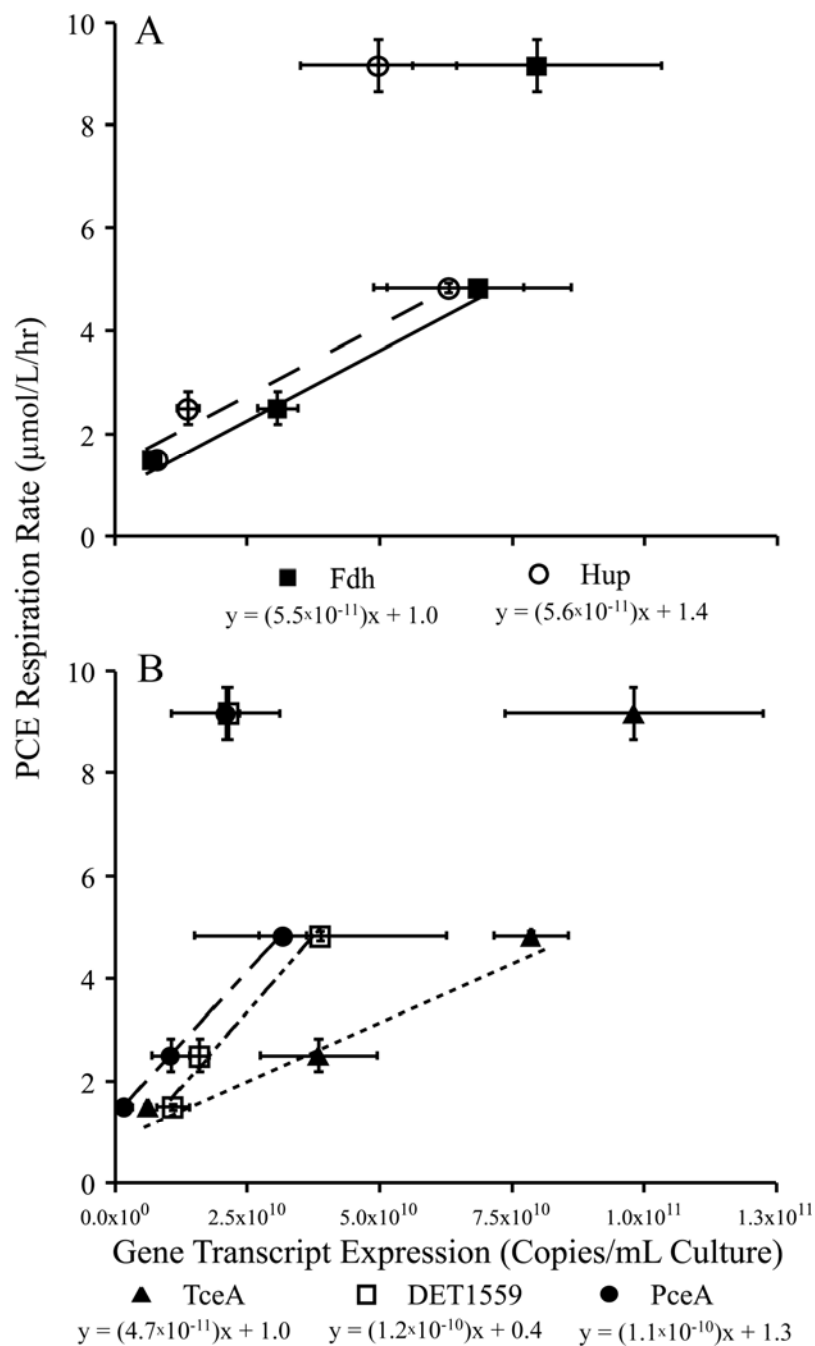 A
10
8
6
4
2
0
PCE Respiration Rate (µmol/L/hr)
Fdh Hup
y = (5.5x10⁻¹¹)x + 1.0 y = (5.6x10⁻¹¹)x + 1.4
B
10
8
6
4
2
0
0.0x10⁰ 2.5x10¹⁰ 5.0x10¹⁰ 7.5x10¹⁰ 1.0x10¹¹ 1.3x10¹¹
Gene Transcript Expression (Copies/mL Culture)
TceA DET1559 PceA
y = (4.7x10⁻¹¹)x + 1.0 y = (1.2x10⁻¹⁰)x + 0.4 y = (1.1x10⁻¹⁰)x + 1.3